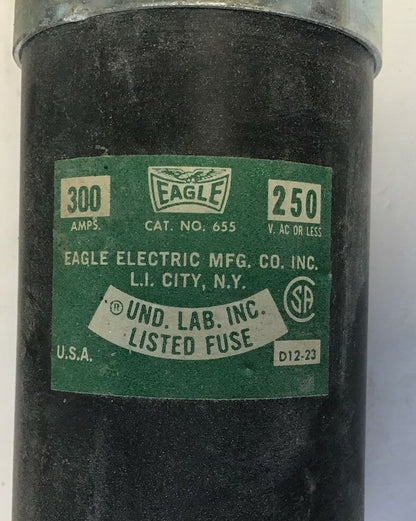 300
AMPS.
EAGLE
CAT. NO. 655
250
V. AC OR LESS
EAGLE ELECTRIC MFG. CO. INC.
L.I. CITY, N.Y.
® UND. LAB. INC.
LISTED FUSE
SA
U.S.A.
D12-23